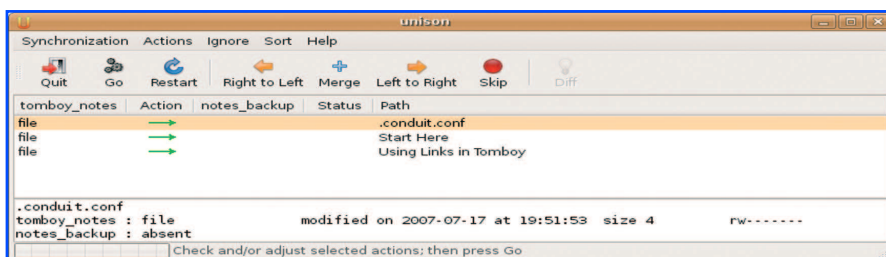 unison
Synchronization Actions Ignore Sort Help
Quit Go Restart Right to Left Merge Left to Right Skip Diff
tomboy_notes Action notes_backup Status Path
file .conduit.conf
file Start Here
file Using Links in Tomboy
.conduit.conf
tomboy_notes : file modified on 2007-07-17 at 19:51:53 size 4 rw-------
notes_backup : absent
Check and/or adjust selected actions; then press Go